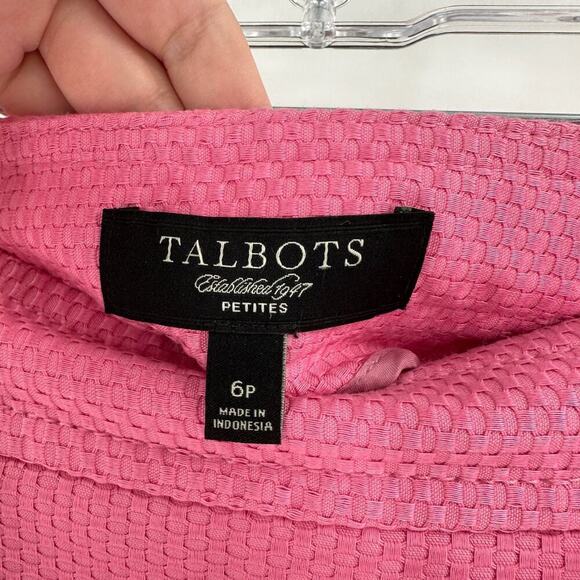 TALBOTS
Established 1947
PETITES
6P
MADE IN
INDONESIA